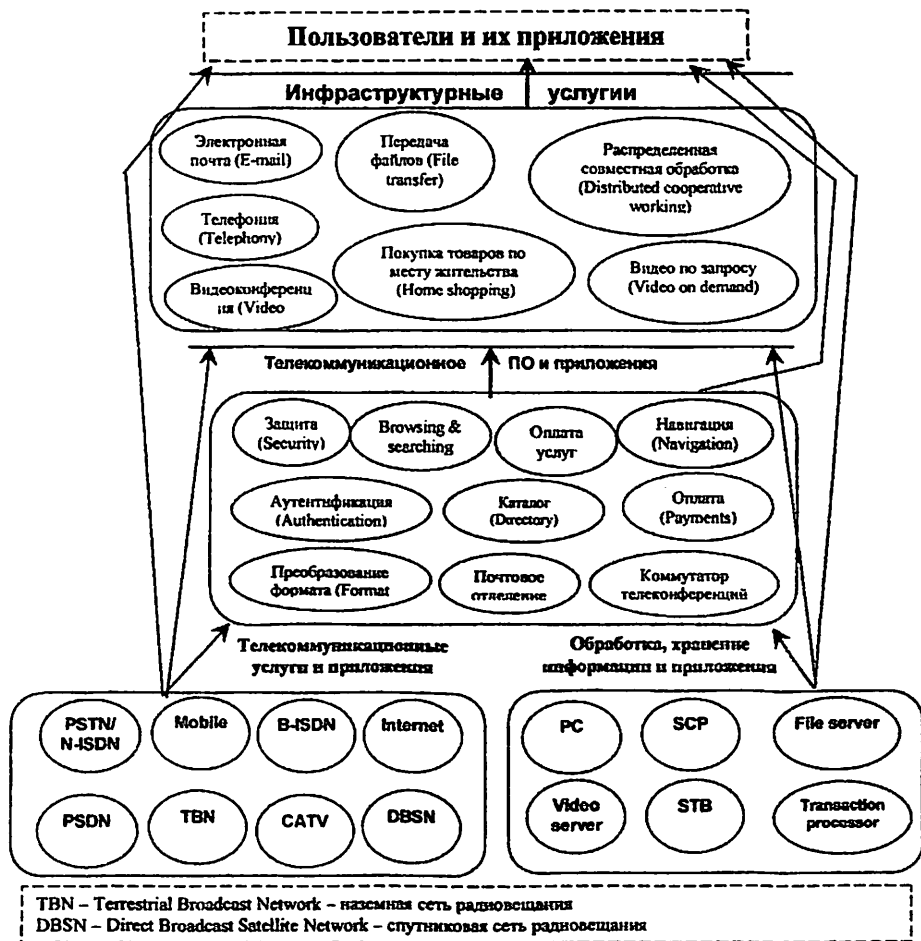 Пользователи и их приложения
Инфраструктурные услугии
Электронная
почта (E-mail)
Передача
файлов (File
transfer)
Распределенная
совместная обработка
(Distributed cooperative
working)
Телефония
(Telephony)
Покупка товаров по
месту жительства
(Home shopping)
Видео по запросу
(Video on demand)
Видеоконференц
ия (Video
Телекоммуникационное ПО и приложения
Защита
(Security)
Browsing &
searching
Оплата
услуг
Навигация
(Navigation)
Аутентификация
(Authentication)
Каталог
(Directory)
Оплата
(Payments)
Преобразование
формата (Format
Почтовое
отделение
Коммутатор
телеконференций
Телекоммуникационные
услуги и приложения
Обработка, хранение
информации и приложения
PSTN/
N-ISDN
Mobile
B-ISDN
Internet
PSDN
TBN
CATV
DBSN
PC
SCP
File server
Video
server
STB
Transaction
processor
TBN – Terrestrial Broadcast Network – наземная сеть радиовещания
DBSN – Direct Broadcast Satellite Network – спутниковая сеть радиовещания